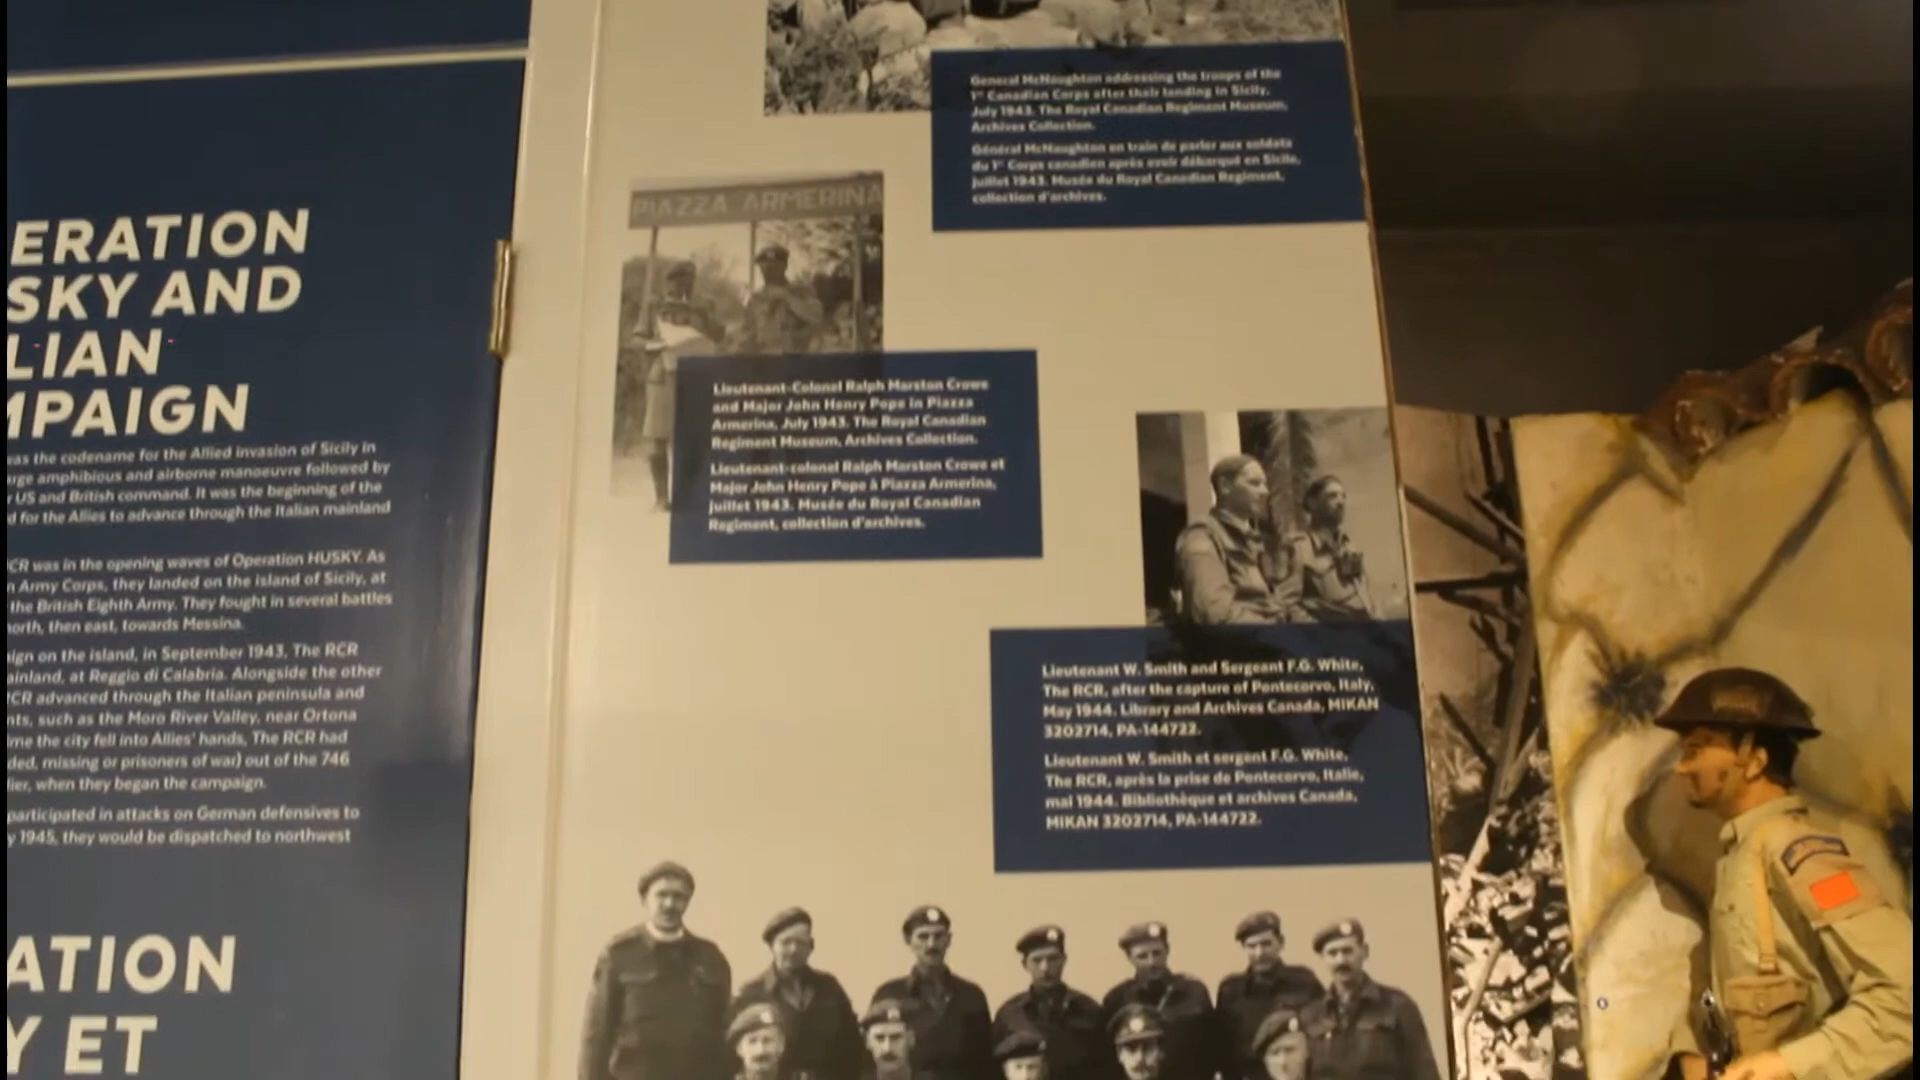 ERATION
SKY AND
LIAN
MPAIGN
as the codename for the Allied invasion of Sicily in
rge amphibious and airborne manoeuvre followed by
US and British command. It was the beginning of the
d for the Allies to advance through the Italian mainland
CR was in the opening waves of Operation HUSKY. As
n Army Corps, they landed on the island of Sicily, at
the British Eighth Army. They fought in several battles
orth, then east, towards Messina.
ign on the island, in September 1943, The RCR
ainland, at Reggio di Calabria. Alongside the other
CR advanced through the Italian peninsula and
nts, such as the Moro River Valley, near Ortona
me the city fell into Allies' hands, The RCR had
ded, missing or prisoners of war) out of the 746
lier, when they began the campaign.
participated in attacks on German defensives to
y 1945, they would be dispatched to northwest
ATION
Y ET
General McNaughton addressing the troops of the
1st Canadian Corps after their landing in Sicily,
July 1943. The Royal Canadian Regiment Museum,
Archives Collection.
Général McNaughton en train de parler aux soldats
du 1er Corps canadien après avoir débarqué en Sicile,
juillet 1943. Musée du Royal Canadian Regiment,
collection d'archives.
PIAZZA ARMERINA
Lieutenant-Colonel Ralph Marston Crowe
and Major John Henry Pope in Piazza
Armerina, July 1943. The Royal Canadian
Regiment Museum, Archives Collection.
Lieutenant-colonel Ralph Marston Crowe et
Major John Henry Pope à Piazza Armerina,
juillet 1943. Musée du Royal Canadian
Regiment, collection d'archives.
Lieutenant W. Smith and Sergeant F.G. White,
The RCR, after the capture of Pontecorvo, Italy,
May 1944. Library and Archives Canada, MIKAN
3202714, PA-144722.
Lieutenant W. Smith et sergent F.G. White,
The RCR, après la prise de Pontecorvo, Italie,
mai 1944. Bibliothèque et archives Canada,
MIKAN 3202714, PA-144722.